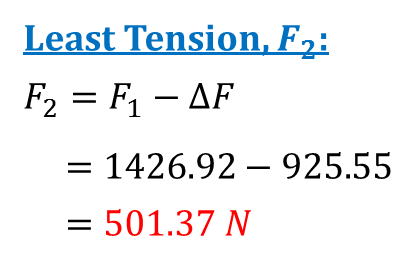 Least Tension, F₂:
F₂ = F₁ − ΔF
= 1426.92 − 925.55
= 501.37 N